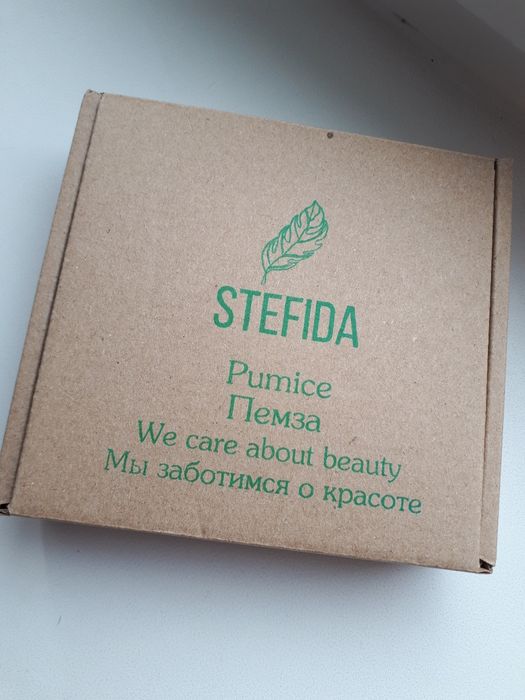 STEFIDA
Pumice
Пемза
We care about beauty
Мы заботимся о красоте